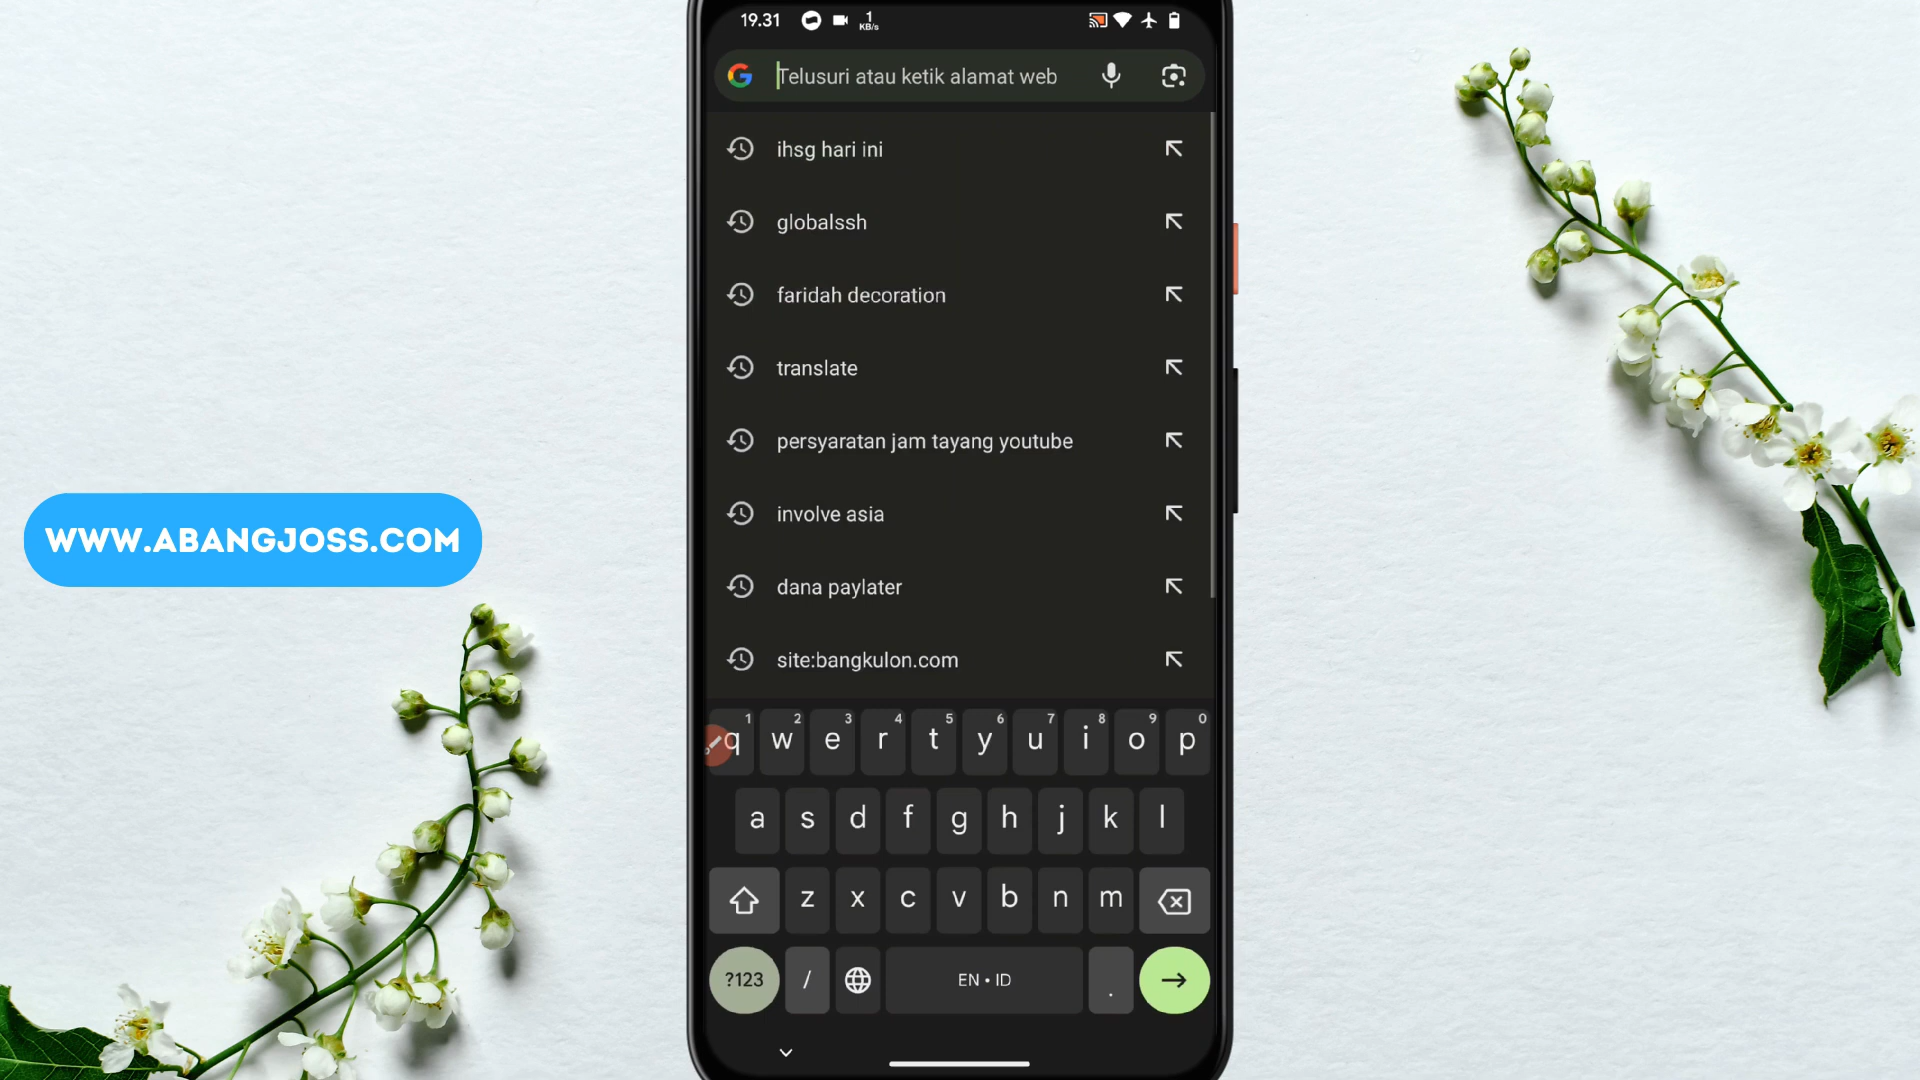 19.31
1
KB/s
Telusuri atau ketik alamat web
ihsg hari ini
globalssh
faridah decoration
translate
persyaratan jam tayang youtube
involve asia
dana paylater
site:bangkulon.com
WWW.ABANGJOSS.COM
1 2 3 4 5 6 7 8 9 0
q w e r t y u i o p
a s d f g h j k l
z x c v b n m
?123 / EN • ID .